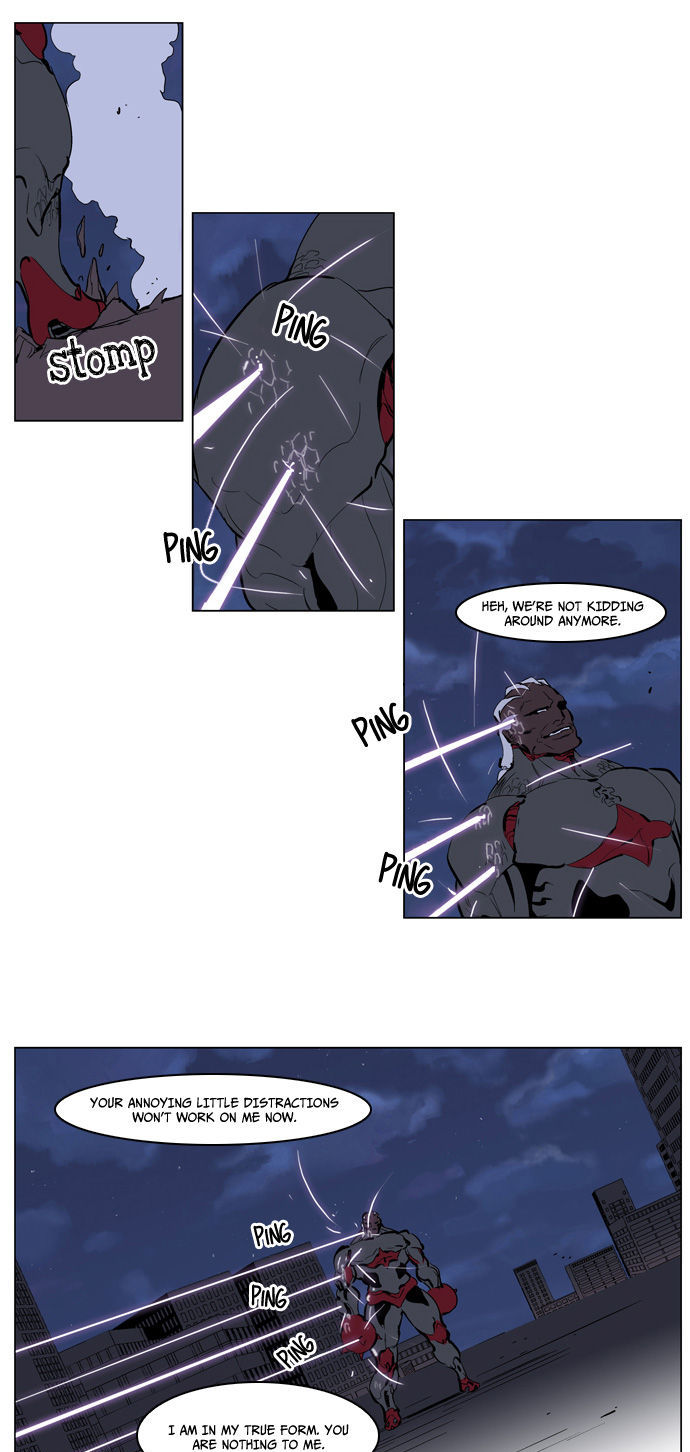 stomp
PING
PING
HEH, WE'RE NOT KIDDING
AROUND ANYMORE.
PING
PING
YOUR ANNOYING LITTLE DISTRACTIONS
WON'T WORK ON ME NOW.
PING
PING
PING
I AM IN MY TRUE FORM. YOU
ARE NOTHING TO ME.